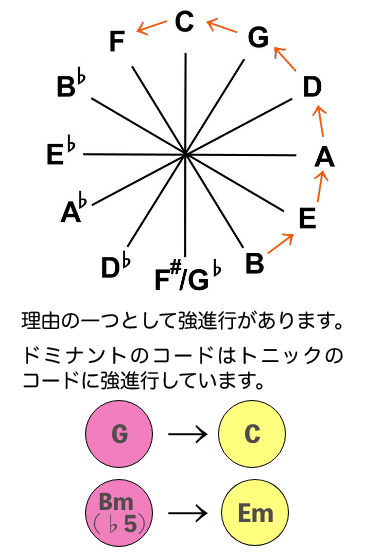 C
F G
B♭ D
E♭ A
A♭ E
D♭ B
F#/G♭
理由の一つとして強進行があります。
ドミナントのコードはトニックの
コードに強進行しています。
G → C
Bm → Em
(♭5)